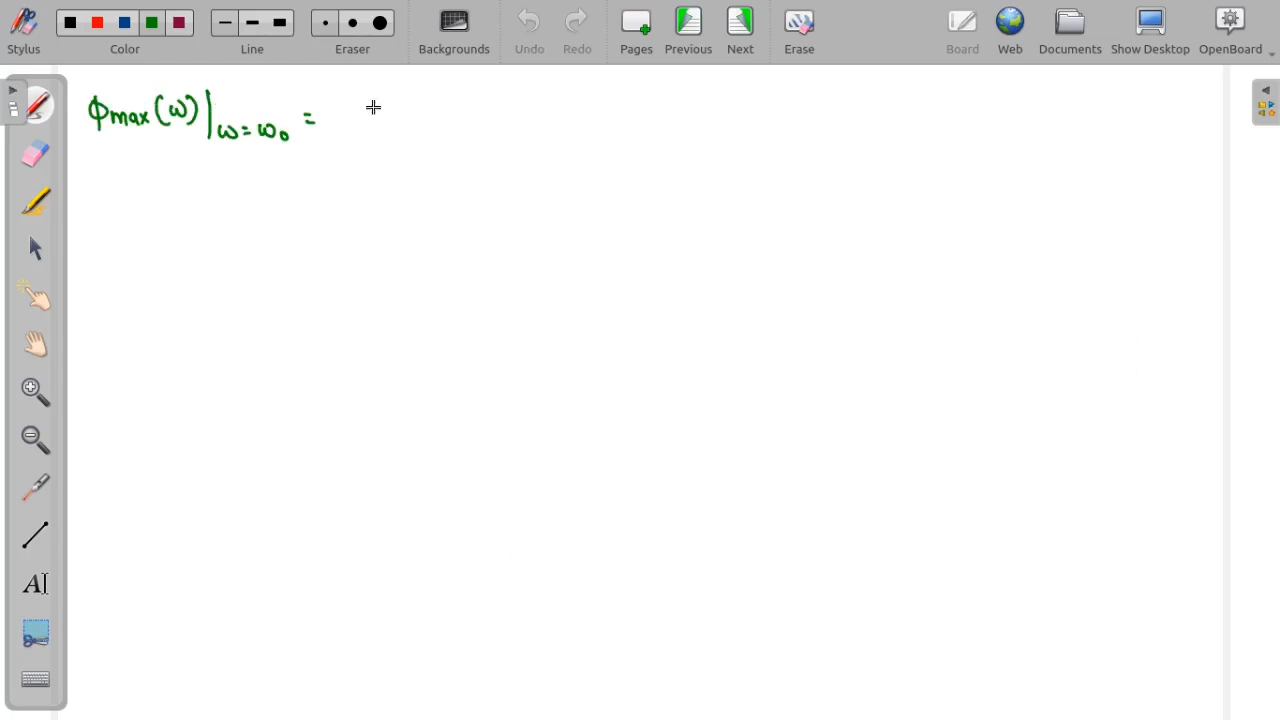 Stylus
Color
Line
Eraser
Backgrounds
Undo
Redo
Pages
Previous
Next
Erase
Board
Web
Documents
Show Desktop
OpenBoard
ϕmax(ω)|ω=ω₀ =
A